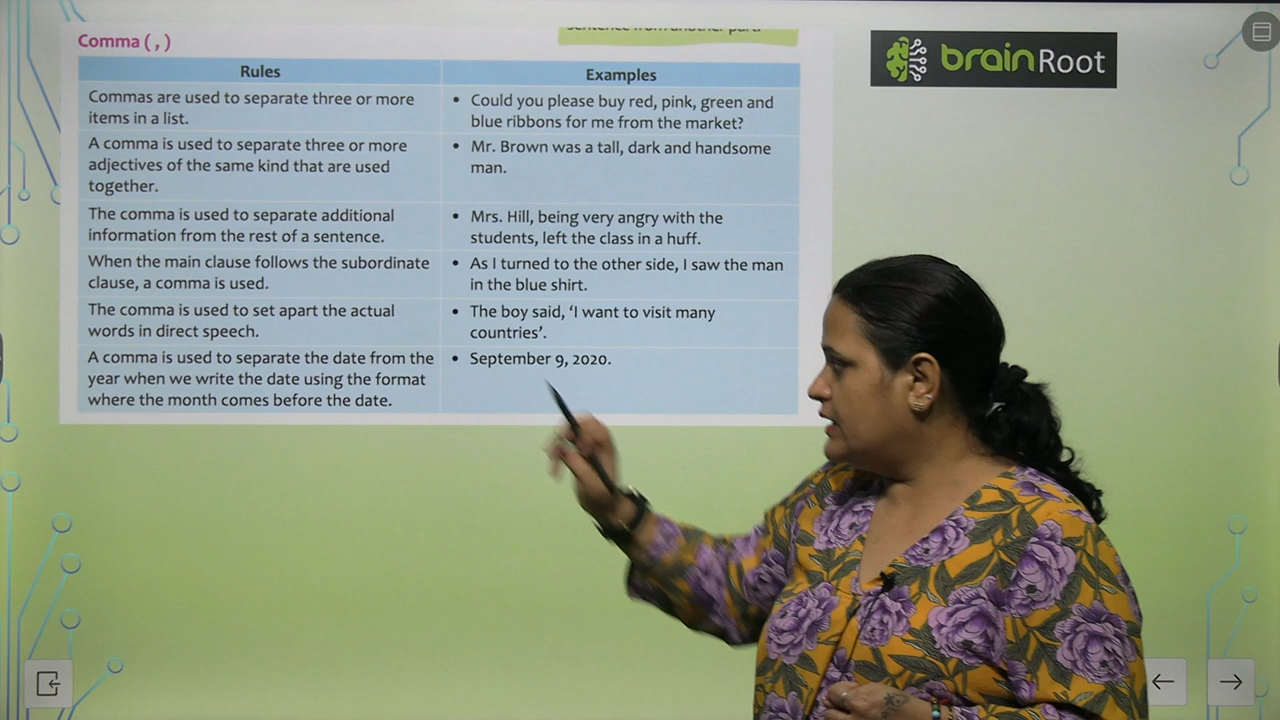 sentence from another part.
Comma ( , )
brainRoot
Rules
Examples
Commas are used to separate three or more
items in a list.
• Could you please buy red, pink, green and
blue ribbons for me from the market?
A comma is used to separate three or more
adjectives of the same kind that are used
together.
• Mr. Brown was a tall, dark and handsome
man.
The comma is used to separate additional
information from the rest of a sentence.
• Mrs. Hill, being very angry with the
students, left the class in a huff.
When the main clause follows the subordinate
clause, a comma is used.
• As I turned to the other side, I saw the man
in the blue shirt.
The comma is used to set apart the actual
words in direct speech.
• The boy said, ‘I want to visit many
countries’.
A comma is used to separate the date from the
year when we write the date using the format
where the month comes before the date.
• September 9, 2020.